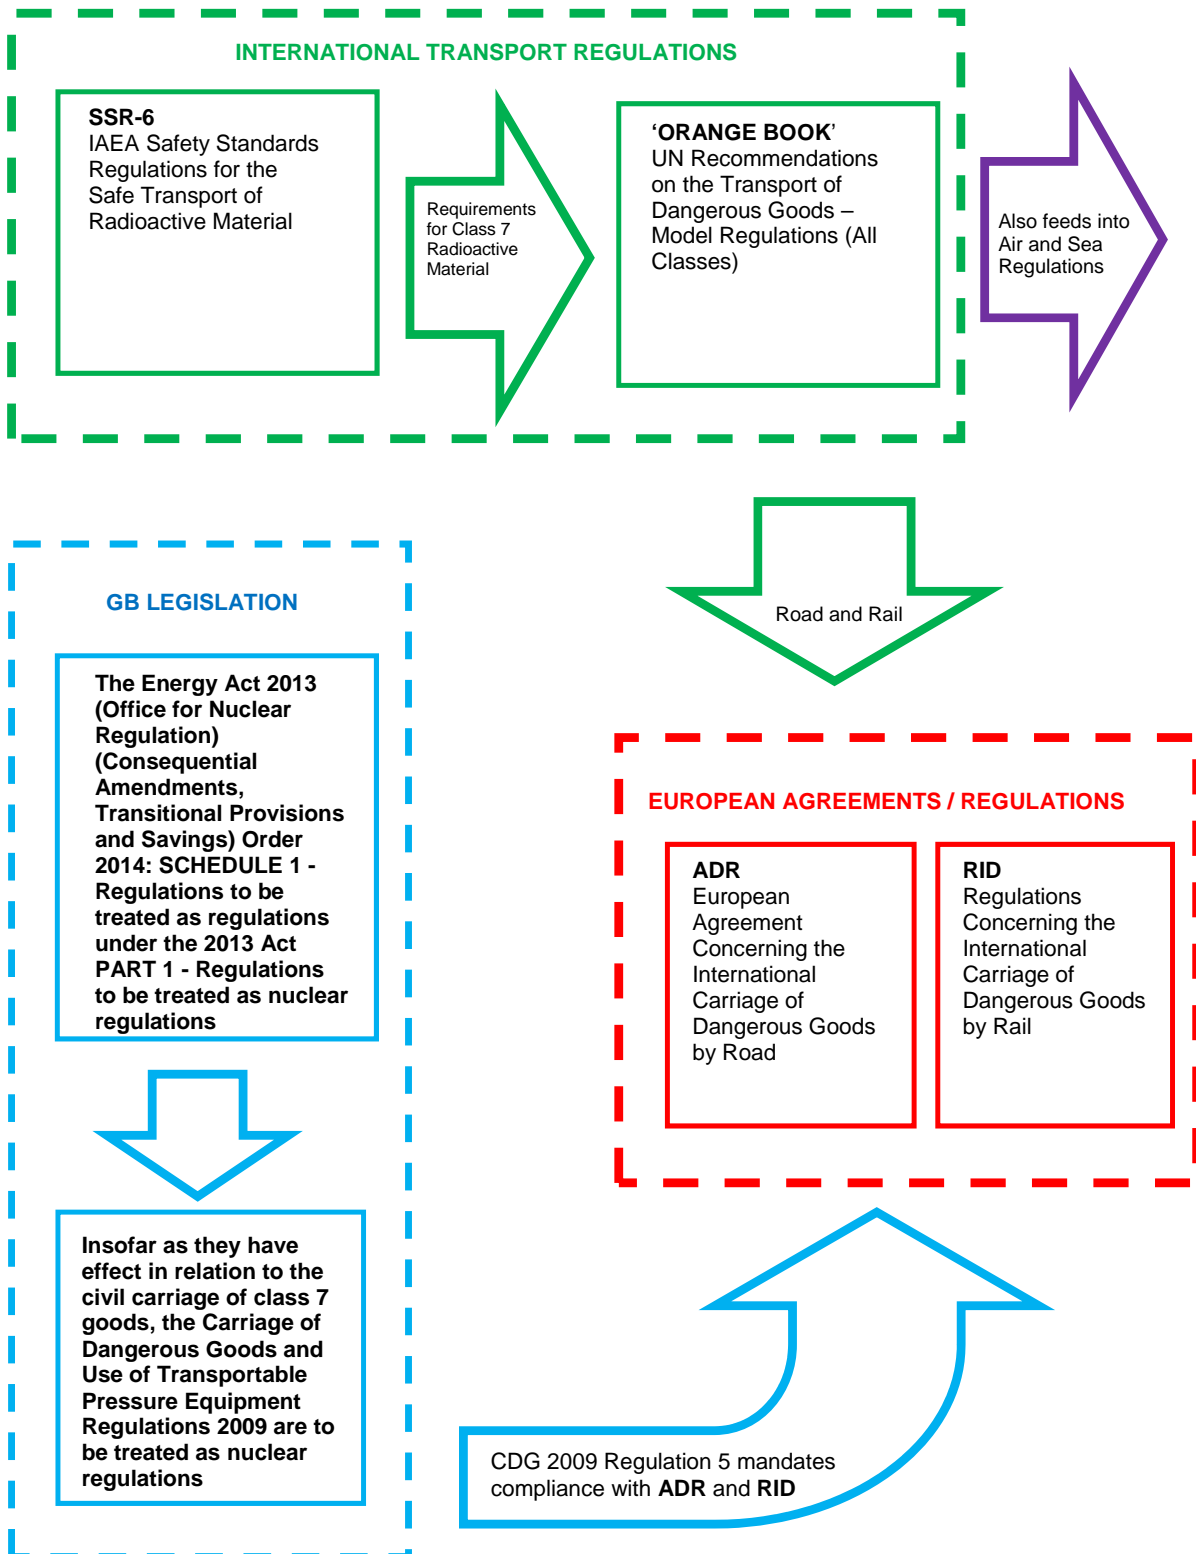 INTERNATIONAL TRANSPORT REGULATIONS
SSR-6
IAEA Safety Standards
Regulations for the
Safe Transport of
Radioactive Material
Requirements
for Class 7
Radioactive
Material
‘ORANGE BOOK’
UN Recommendations
on the Transport of
Dangerous Goods –
Model Regulations (All
Classes)
Also feeds into
Air and Sea
Regulations
Road and Rail
GB LEGISLATION
The Energy Act 2013
(Office for Nuclear
Regulation)
(Consequential
Amendments,
Transitional Provisions
and Savings) Order
2014: SCHEDULE 1 -
Regulations to be
treated as regulations
under the 2013 Act
PART 1 - Regulations
to be treated as nuclear
regulations
Insofar as they have
effect in relation to the
civil carriage of class 7
goods, the Carriage of
Dangerous Goods and
Use of Transportable
Pressure Equipment
Regulations 2009 are to
be treated as nuclear
regulations
EUROPEAN AGREEMENTS / REGULATIONS
ADR
European
Agreement
Concerning the
International
Carriage of
Dangerous Goods
by Road
RID
Regulations
Concerning the
International
Carriage of
Dangerous Goods
by Rail
CDG 2009 Regulation 5 mandates
compliance with ADR and RID